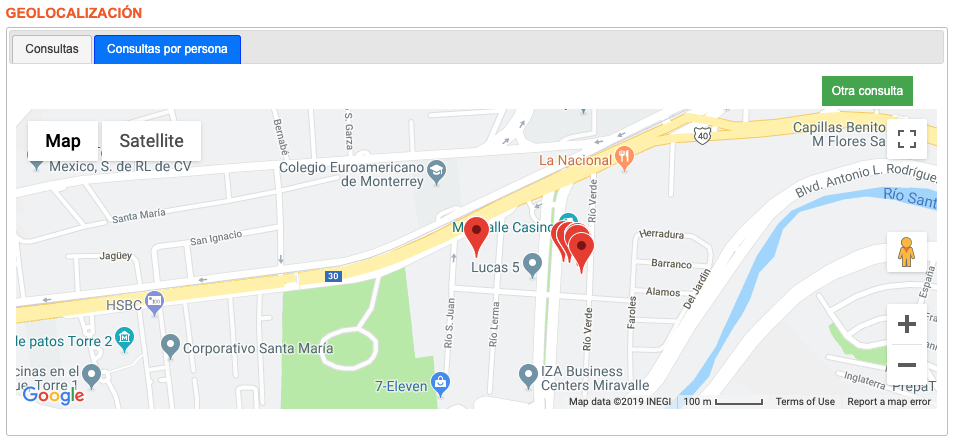 GEOLOCALIZACIÓN
Consultas
Consultas por persona
Otra consulta
Map
Satellite
Mexico, S. de RL de CV
Bernabé
S. Garza
Colegio Euroamericano
de Monterrey
La Nacional
40
Capillas Benito
M Flores Sa
Blvd. Antonio L. Rodríguez
Río Sant
Santa María
San Ignacio
Jagüey
Río Verde
Casino
Lucas 5
Herradura
Barranco
Alamos
Del Jardín
España
30
HSBC
Río S. Juan
Río Lerma
Río Verde
Faroles
de patos Torre 2
Corporativo Santa María
cinas en el
ue, Torre 1
7-Eleven
IZA Business
Centers Miravalle
Inglaterra
PrepaT
Google
Map data ©2019 INEGI
100 m
Terms of Use
Report a map error